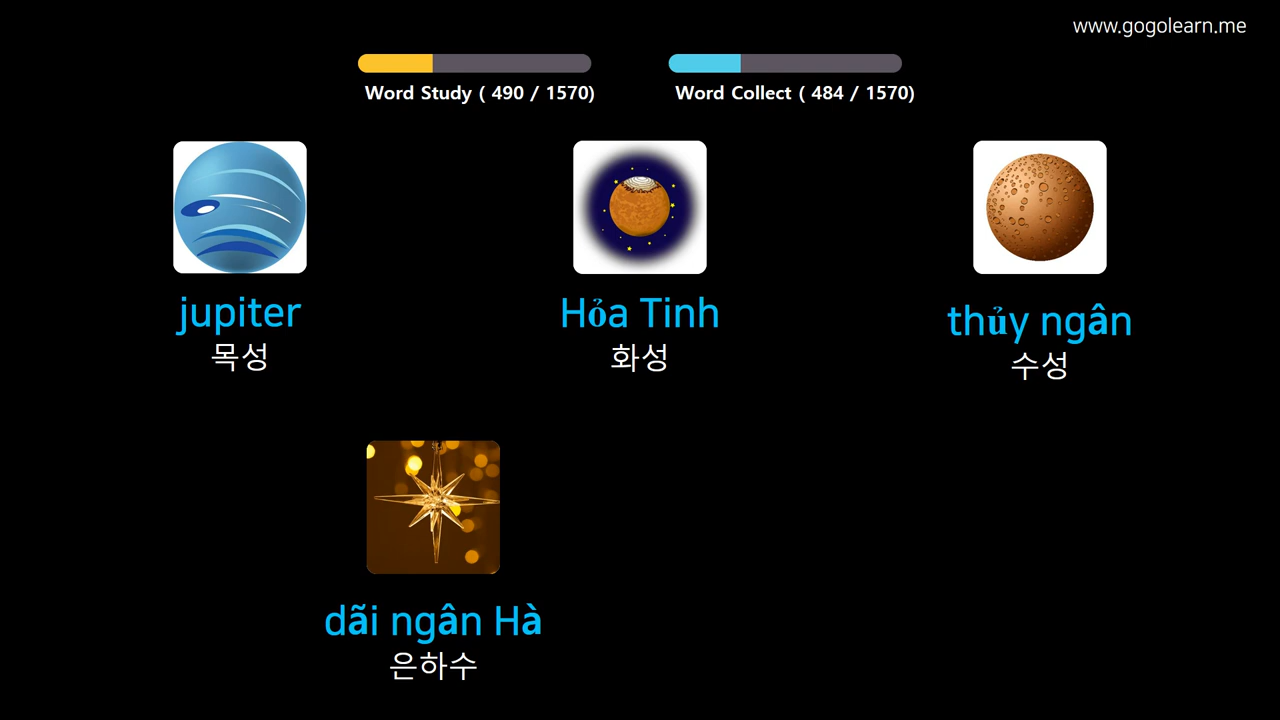 www.gogolearn.me
Word Study ( 490 / 1570)
Word Collect ( 484 / 1570)
jupiter
목성
Hỏa Tinh
화성
thủy ngân
수성
dãi ngân Hà
은하수